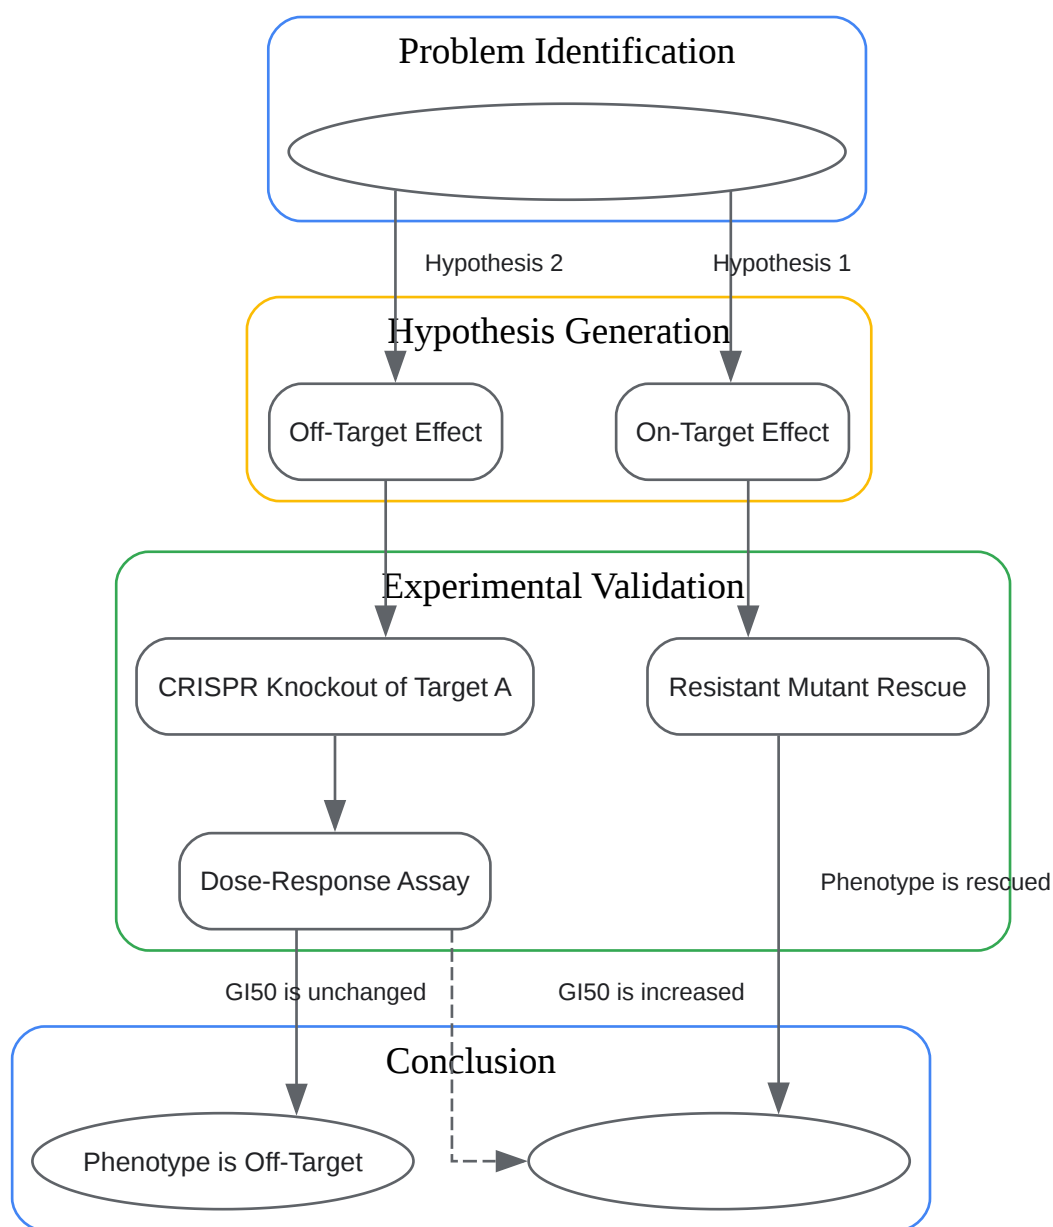 Problem Identification
Hypothesis 2
Hypothesis 1
Hypothesis Generation
Off-Target Effect
On-Target Effect
Experimental Validation
CRISPR Knockout of Target A
Resistant Mutant Rescue
Dose-Response Assay
Phenotype is rescued
GI50 is unchanged
GI50 is increased
Conclusion
Phenotype is Off-Target